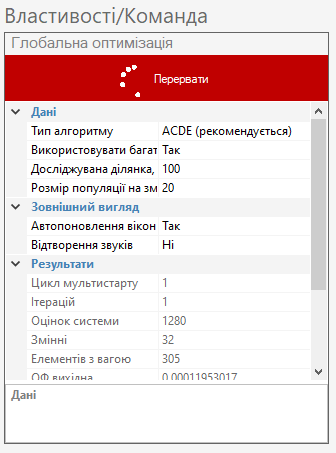 Властивості/Команда
Глобальна оптимізація
Перервати
Дані
Тип алгоритму ACDE (рекомендується)
Використовувати багат Так
Досліджувана ділянка, 100
Розмір популяції на зм 20
Зовнішній вигляд
Автопоновлення вікон Так
Відтворення звуків Ні
Результати
Цикл мультистарту 1
Ітерацій 1
Оцінок системи 1280
Змінні 32
Елементів з вагою 305
ОФ вихідна 0.00011953017
Дані